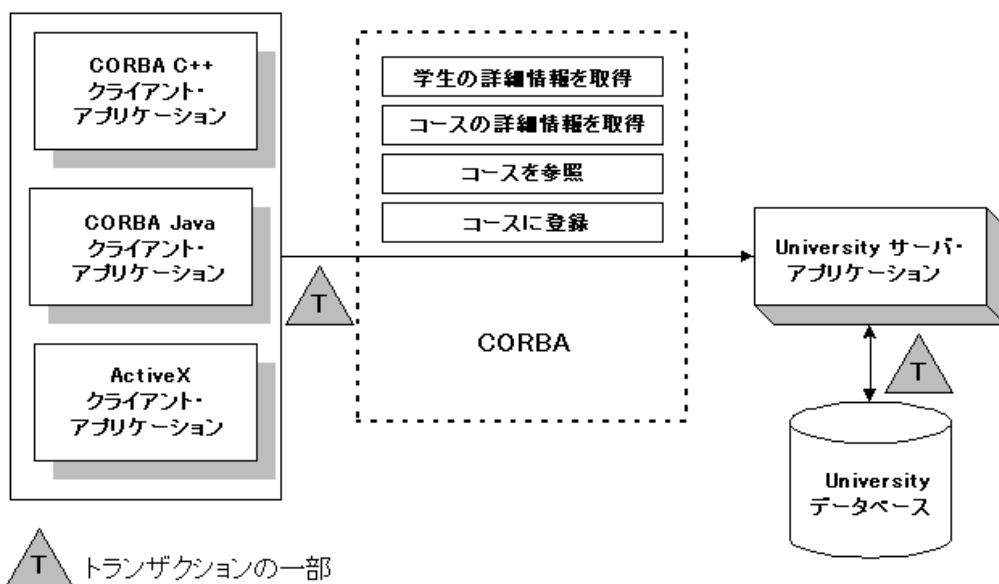 CORBA C++
クライアント・
アプリケーション
CORBA Java
クライアント・
アプリケーション
ActiveX
クライアント・
アプリケーション
学生の詳細情報を取得
コースの詳細情報を取得
コースを参照
コースに登録
T
CORBA
University サーバ・
アプリケーション
T
University
データベース
T
トランザクションの一部